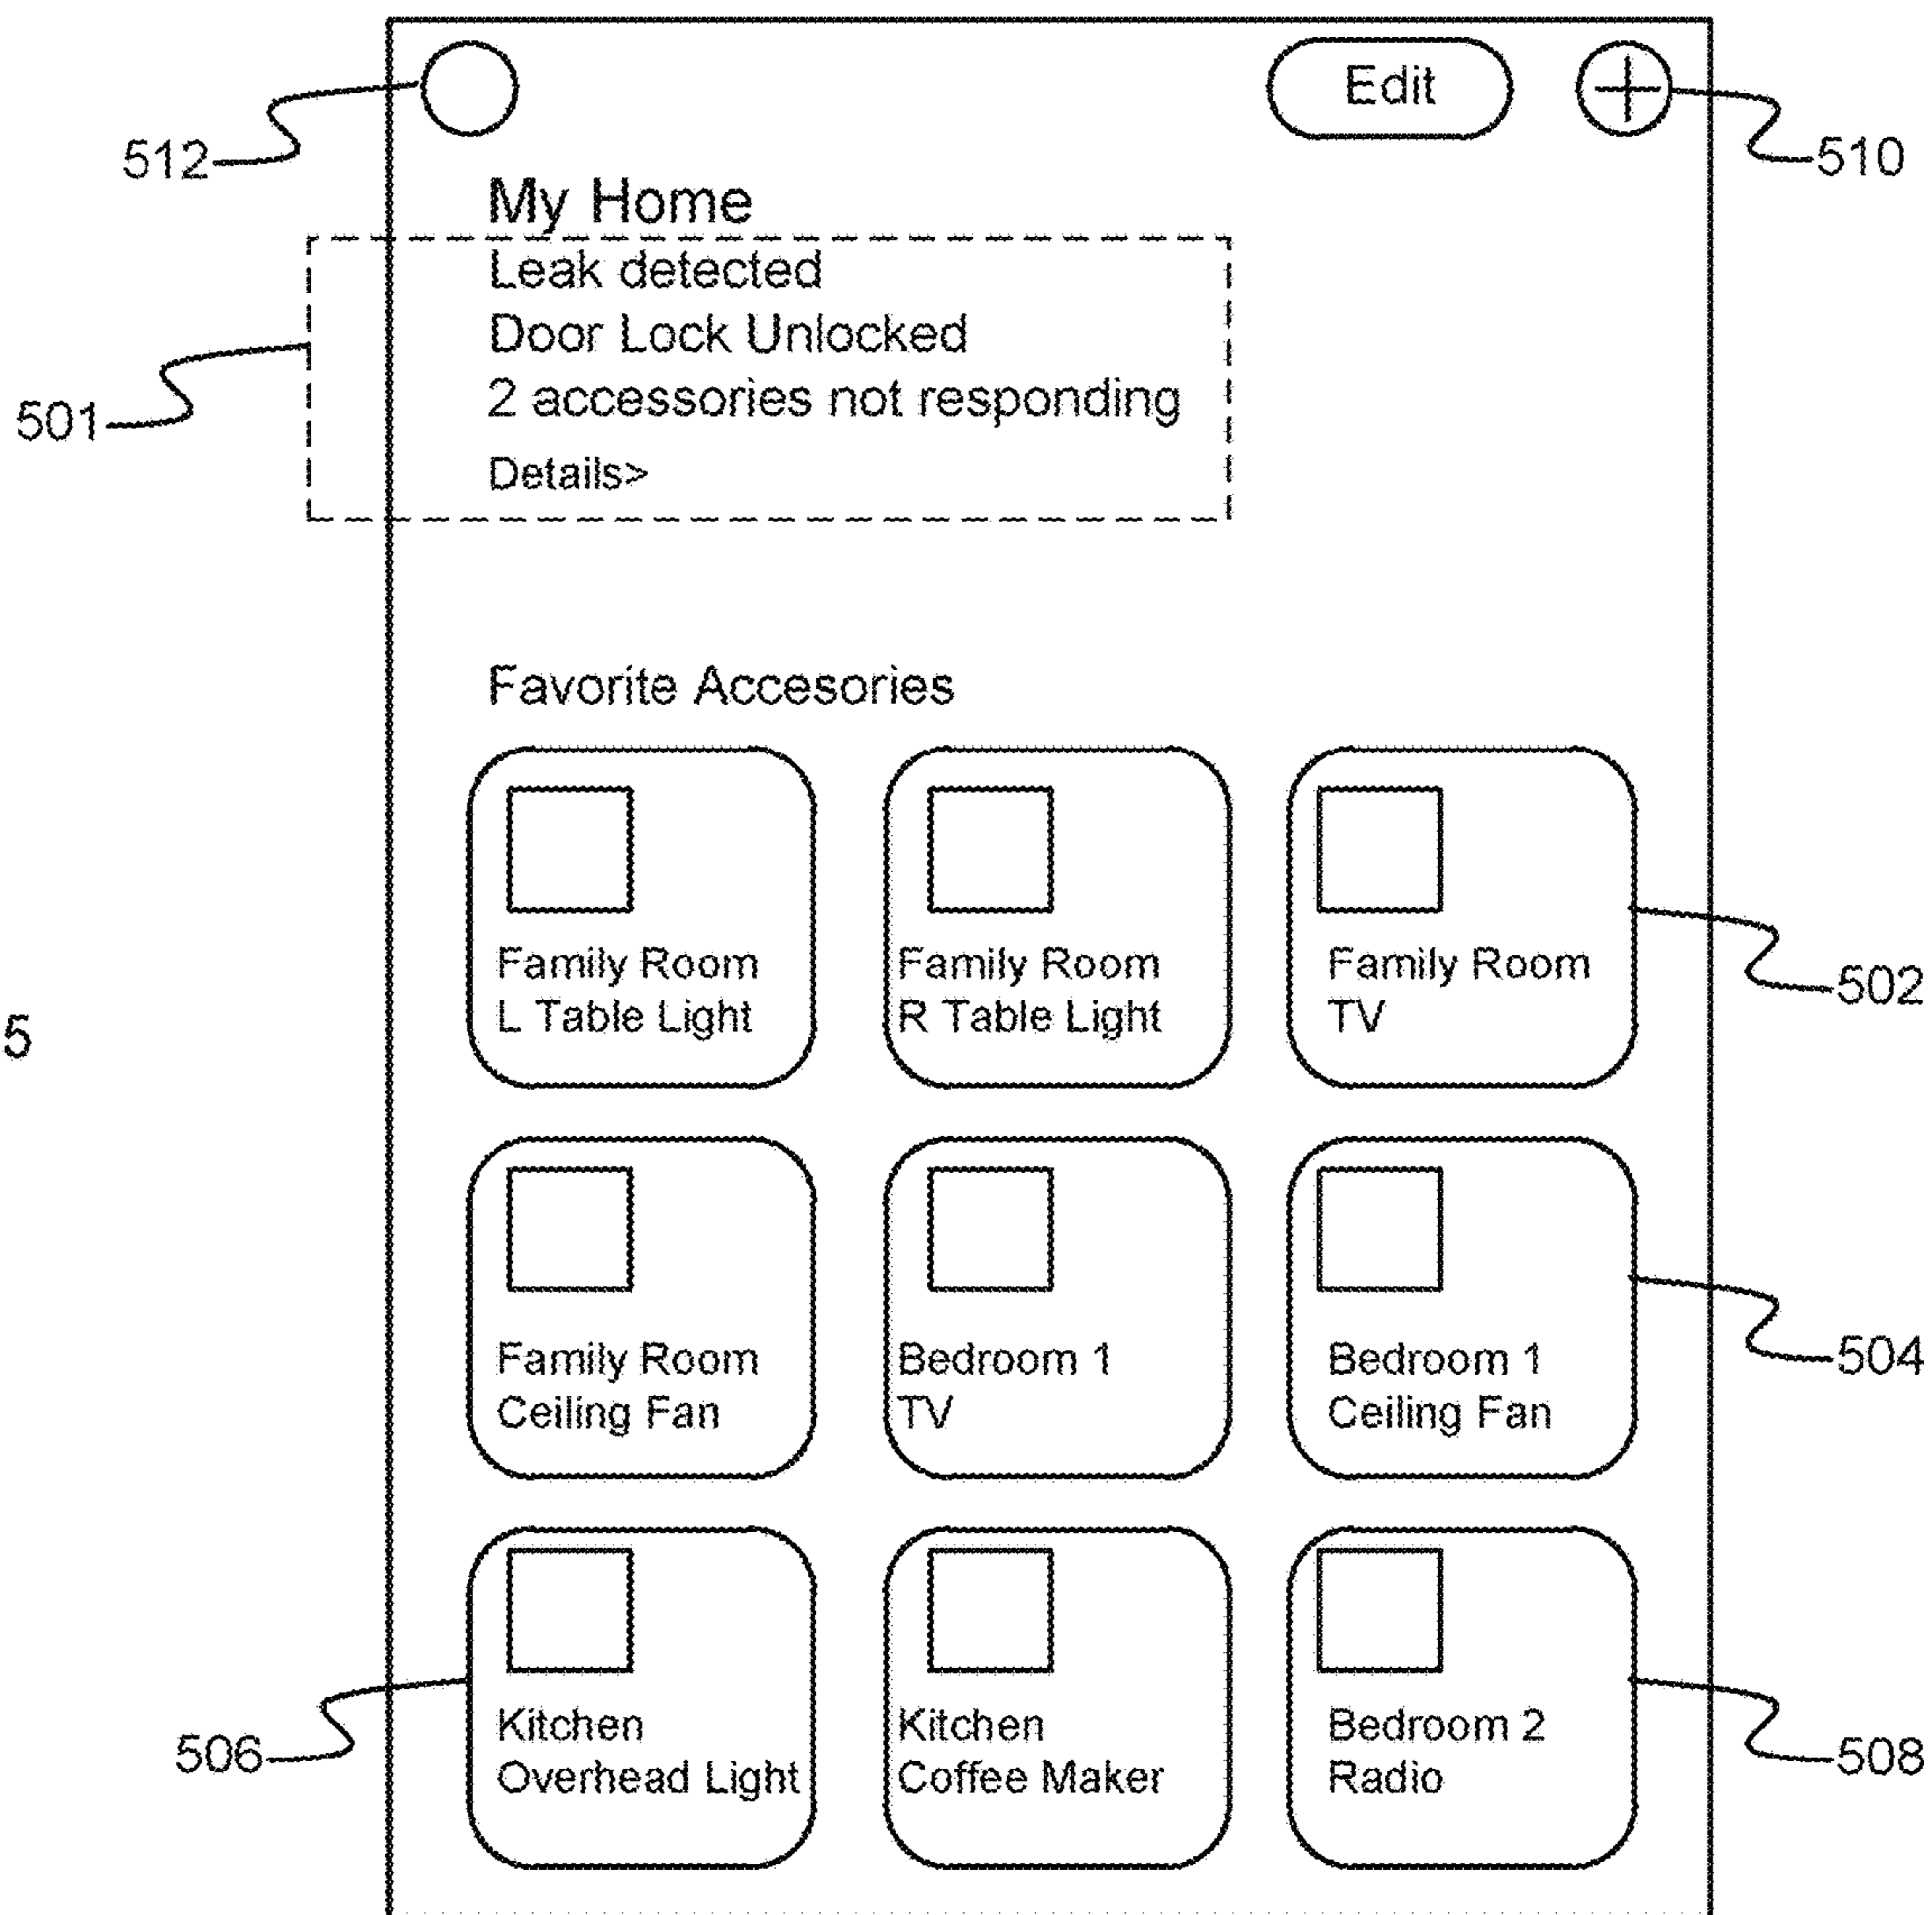 Edit
512
510
My Home
Leak detected
Door Lock Unlocked
2 accessories not responding
501
Details>
Favorite Accesories
Family Room
L Table Light
Family Room
R Table Light
Family Room
TV
502
5
Family Room
Ceiling Fan
Bedroom 1
TV
Bedroom 1
Ceiling Fan
504
506
Kitchen
Overhead Light
Kitchen
Coffee Maker
Bedroom 2
Radio
508